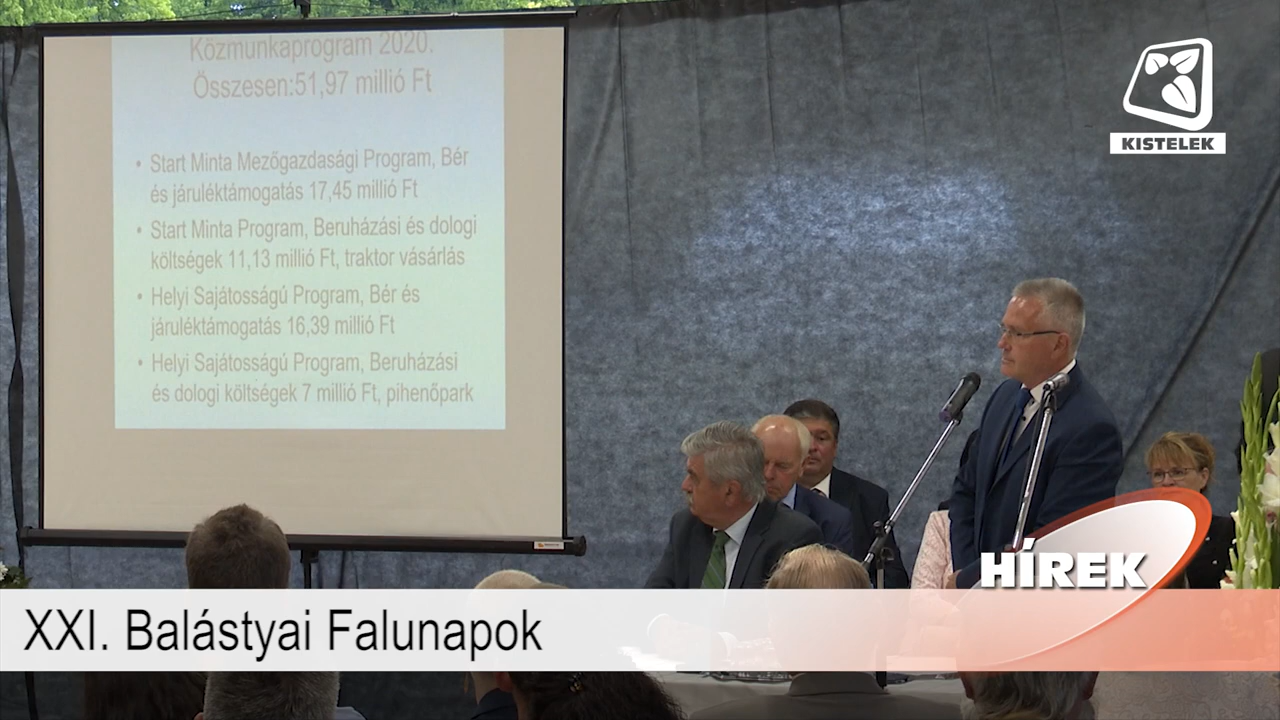 Közmunkaprogram 2020.
Összesen:51,97 millió Ft
• Start Minta Mezőgazdasági Program, Bér
és járuléktámogatás 17,45 millió Ft
• Start Minta Program, Beruházási és dologi
költségek 11,13 millió Ft, traktor vásárlás
• Helyi Sajátosságú Program, Bér és
járuléktámogatás 16,39 millió Ft
• Helyi Sajátosságú Program, Beruházási
és dologi költségek 7 millió Ft, pihenőpark
KISTELEK
HÍREK
XXI. Balástyai Falunapok